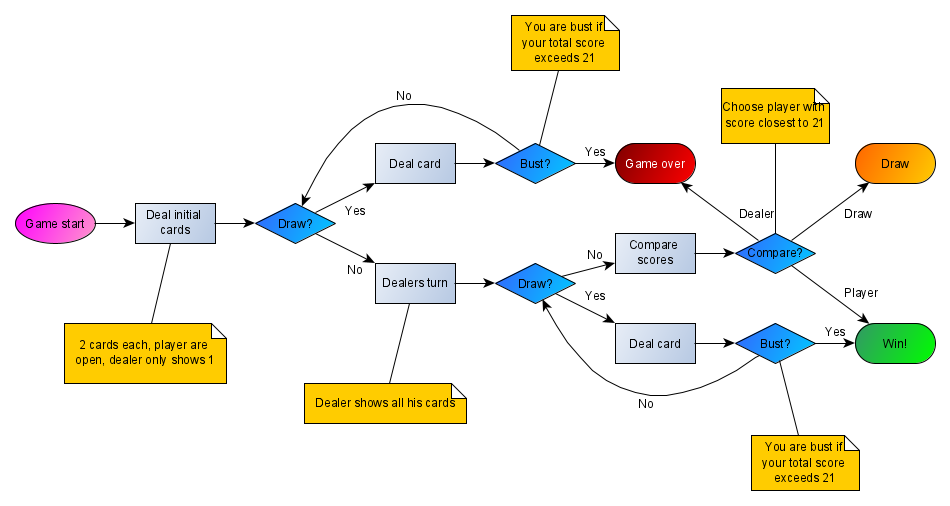 You are bust if
your total score
exceeds 21
No
Choose player with
score closest to 21
Deal card
Bust?
Yes
Game over
Draw
Game start
Deal initial
cards
Draw?
Yes
No
Dealer
Draw
Compare
scores
Compare?
No
Dealers turn
Draw?
Yes
Player
2 cards each, player are
open, dealer only shows 1
Deal card
Bust?
Yes
Win!
Dealer shows all his cards
No
You are bust if
your total score
exceeds 21